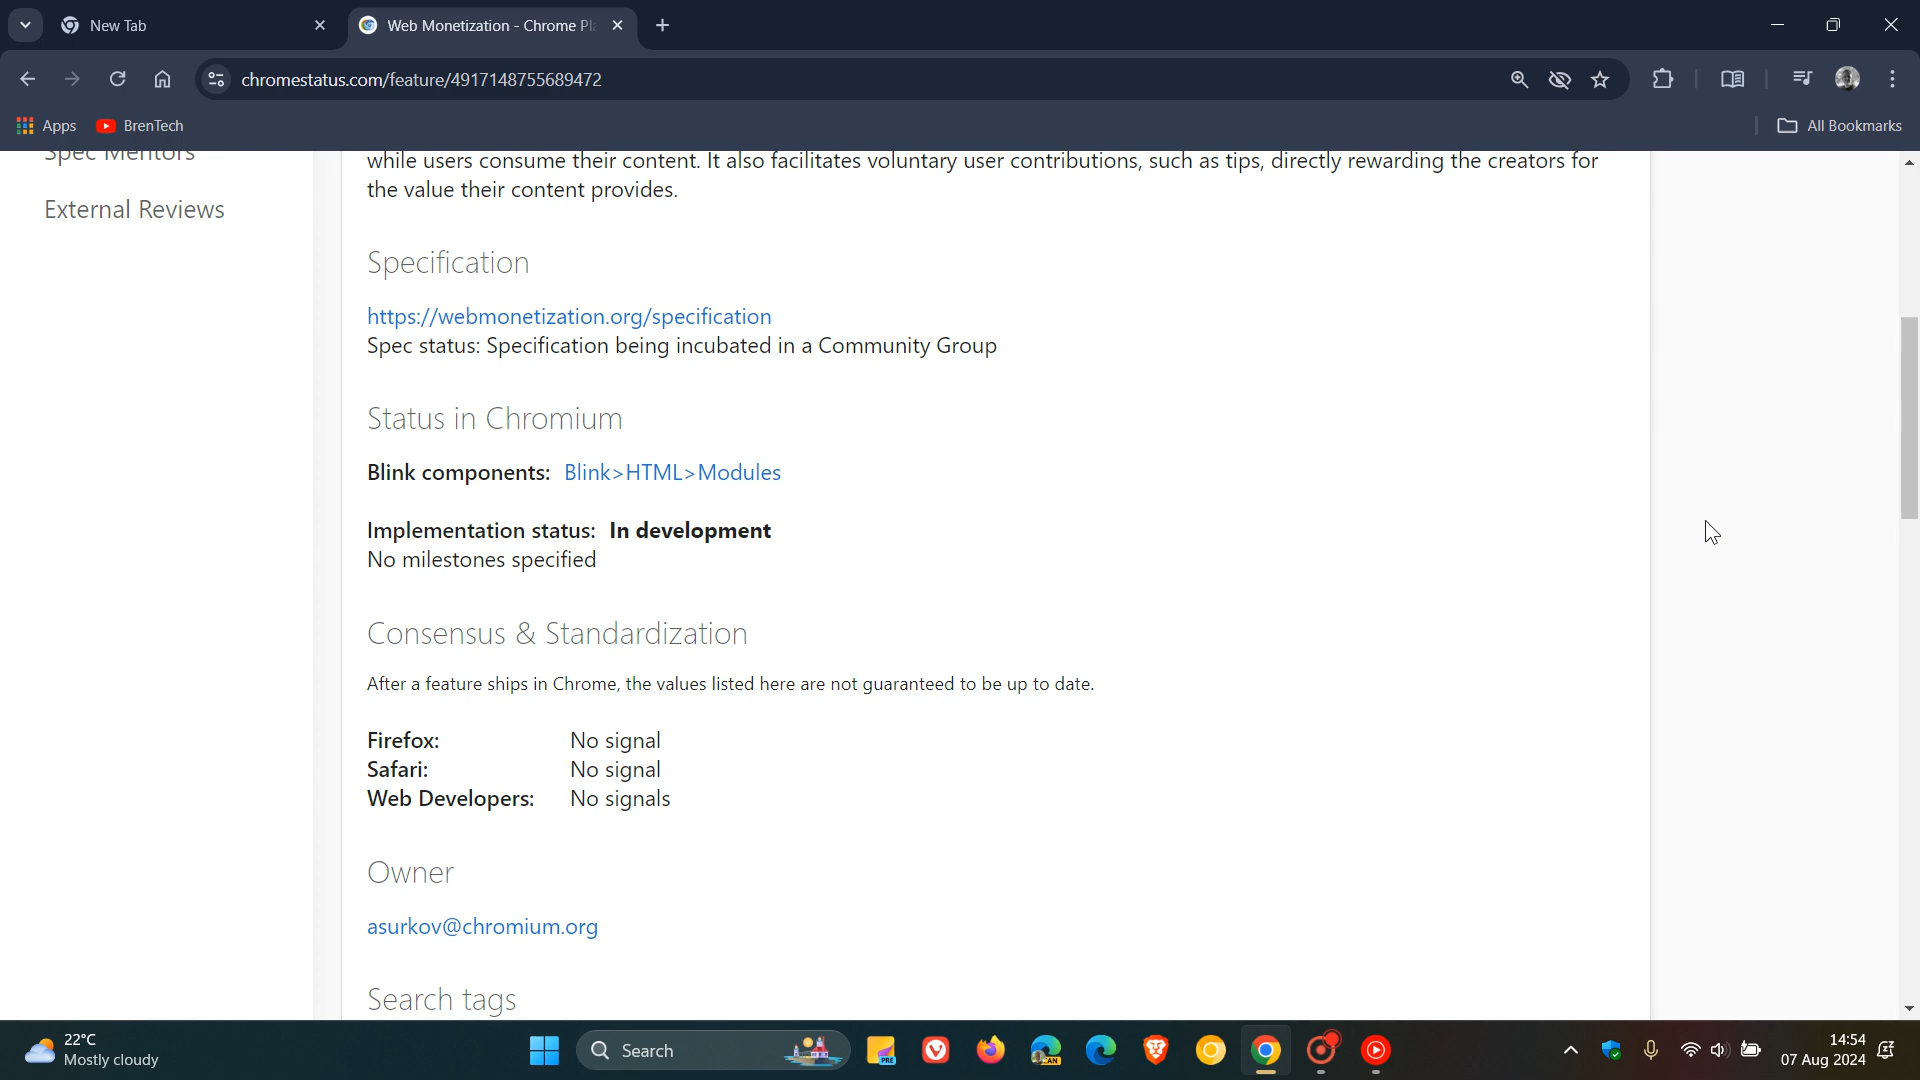 New Tab
Web Monetization - Chrome Pl
chromestatus.com/feature/4917148755689472
Apps
BrenTech
All Bookmarks
Spec Mentors
External Reviews
while users consume their content. It also facilitates voluntary user contributions, such as tips, directly rewarding the creators for
the value their content provides.
Specification
https://webmonetization.org/specification
Spec status: Specification being incubated in a Community Group
Status in Chromium
Blink components: Blink>HTML>Modules
Implementation status: In development
No milestones specified
Consensus & Standardization
After a feature ships in Chrome, the values listed here are not guaranteed to be up to date.
Firefox: No signal
Safari: No signal
Web Developers: No signals
Owner
asurkov@chromium.org
Search tags
22°C
Mostly cloudy
Search
PRE
CAN
14:54
07 Aug 2024